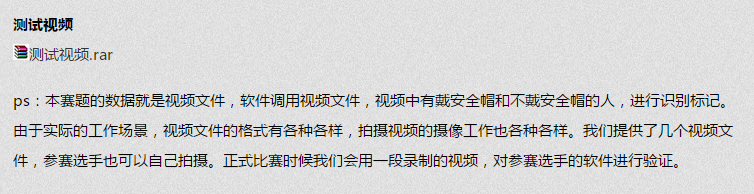 测试视频
测试视频.rar
ps：本赛题的数据就是视频文件，软件调用视频文件，视频中有戴安全帽和不戴安全帽的人，进行识别标记。
由于实际的工作场景，视频文件的格式有各种各样，拍摄视频的摄像工作也各种各样。我们提供了几个视频文
件，参赛选手也可以自己拍摄。正式比赛时候我们会用一段录制的视频，对参赛选手的软件进行验证。